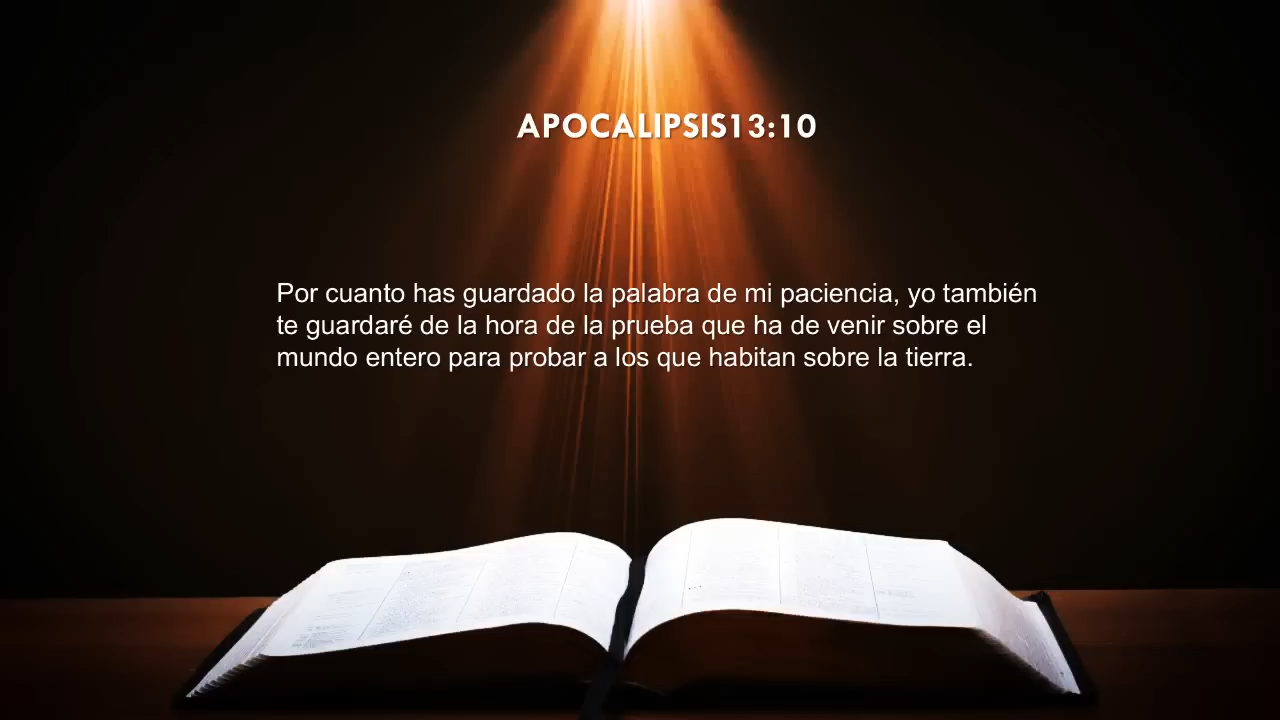 APOCALIPSIS13:10
Por cuanto has guardado la palabra de mi paciencia, yo también
te guardaré de la hora de la prueba que ha de venir sobre el
mundo entero para probar a los que habitan sobre la tierra.